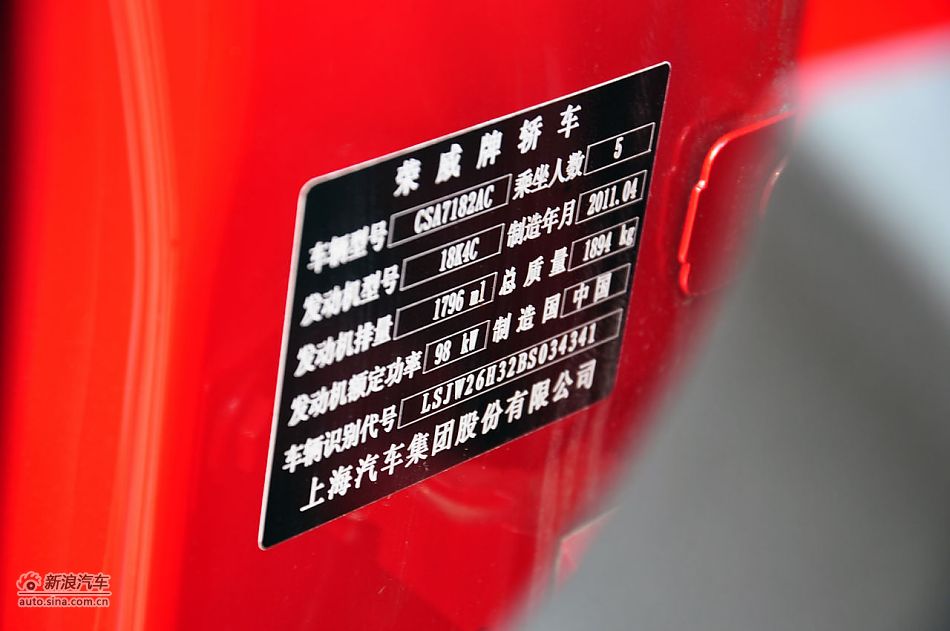 荣威牌轿车
车辆型号 CSA7182AC 乘坐人数 5
发动机型号 18K4C 制造年月 2011.04
发动机排量 1796 ml 总质量 1894 kg
发动机额定功率 98 kW 制造国 中国
车辆识别代号 LSJW26H32BS034341
上海汽车集团股份有限公司
新浪汽车
auto.sina.com.cn